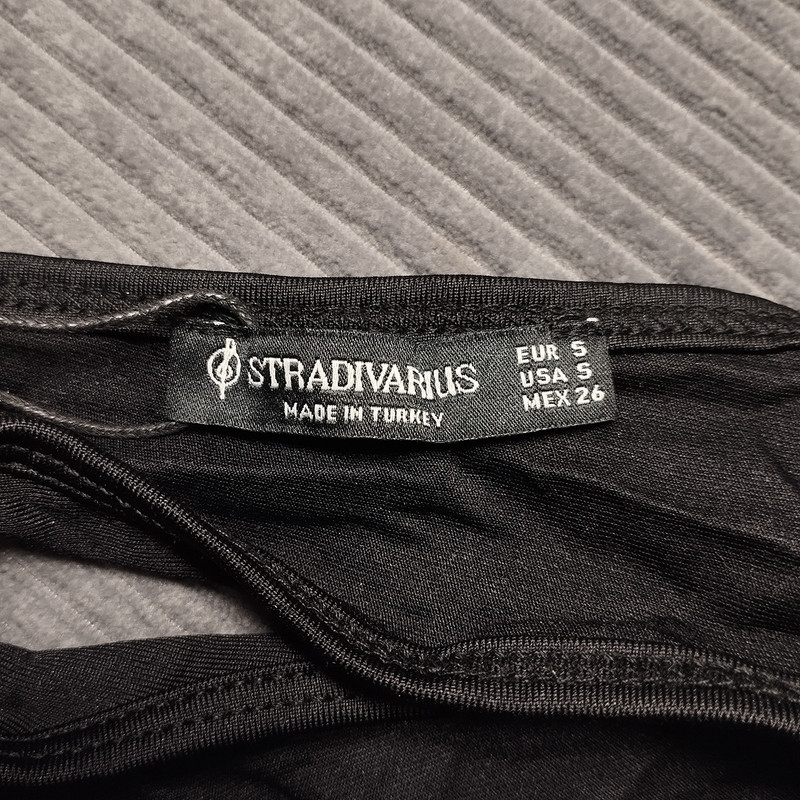 STRADIVARIUS
MADE IN TURKEY
EUR S
USA S
MEX 26